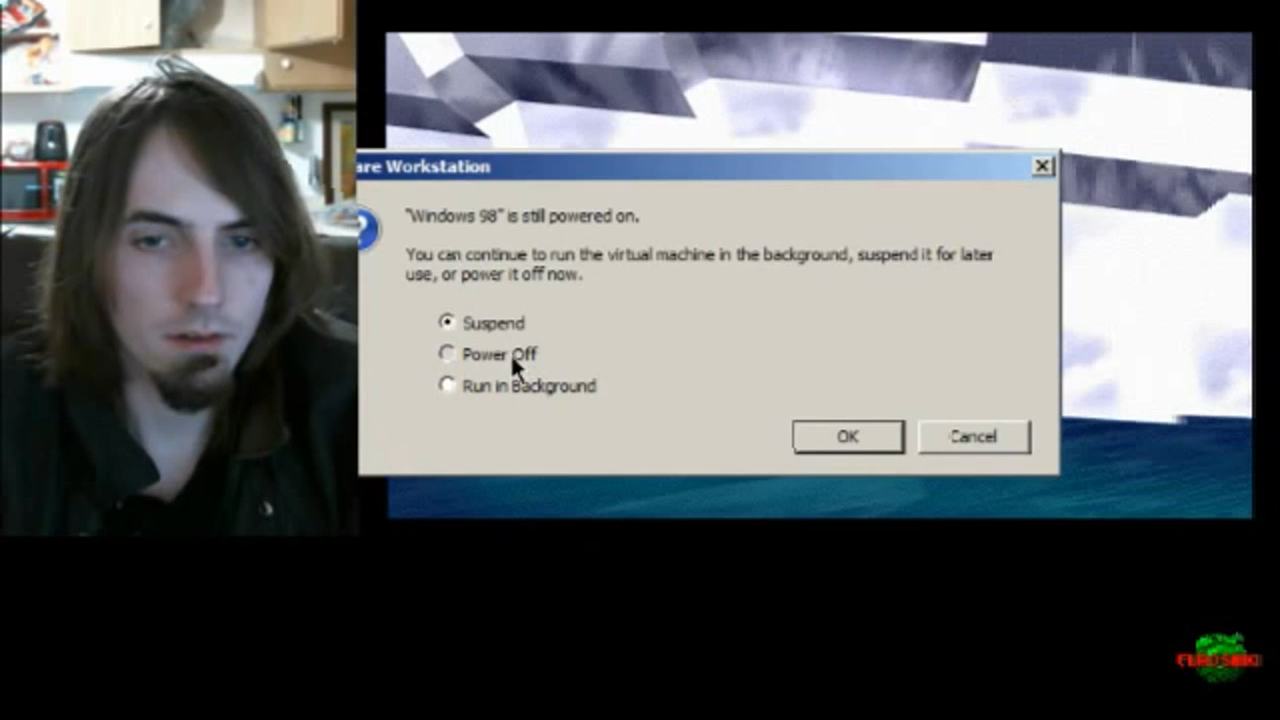 are Workstation
"Windows 98" is still powered on.
You can continue to run the virtual machine in the background, suspend it for later
use, or power it off now.
Suspend
Power Off
Run in Background
OK
Cancel